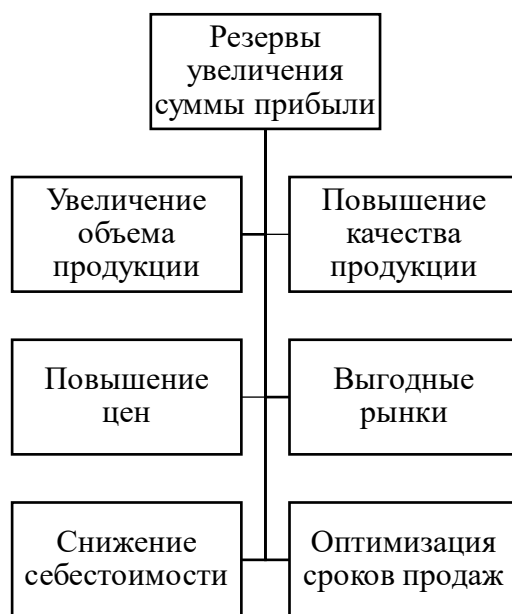 Резервы
увеличения
суммы прибыли
Увеличение
объема
продукции
Повышение
качества
продукции
Повышение
цен
Выгодные
рынки
Снижение
себестоимости
Оптимизация
сроков продаж